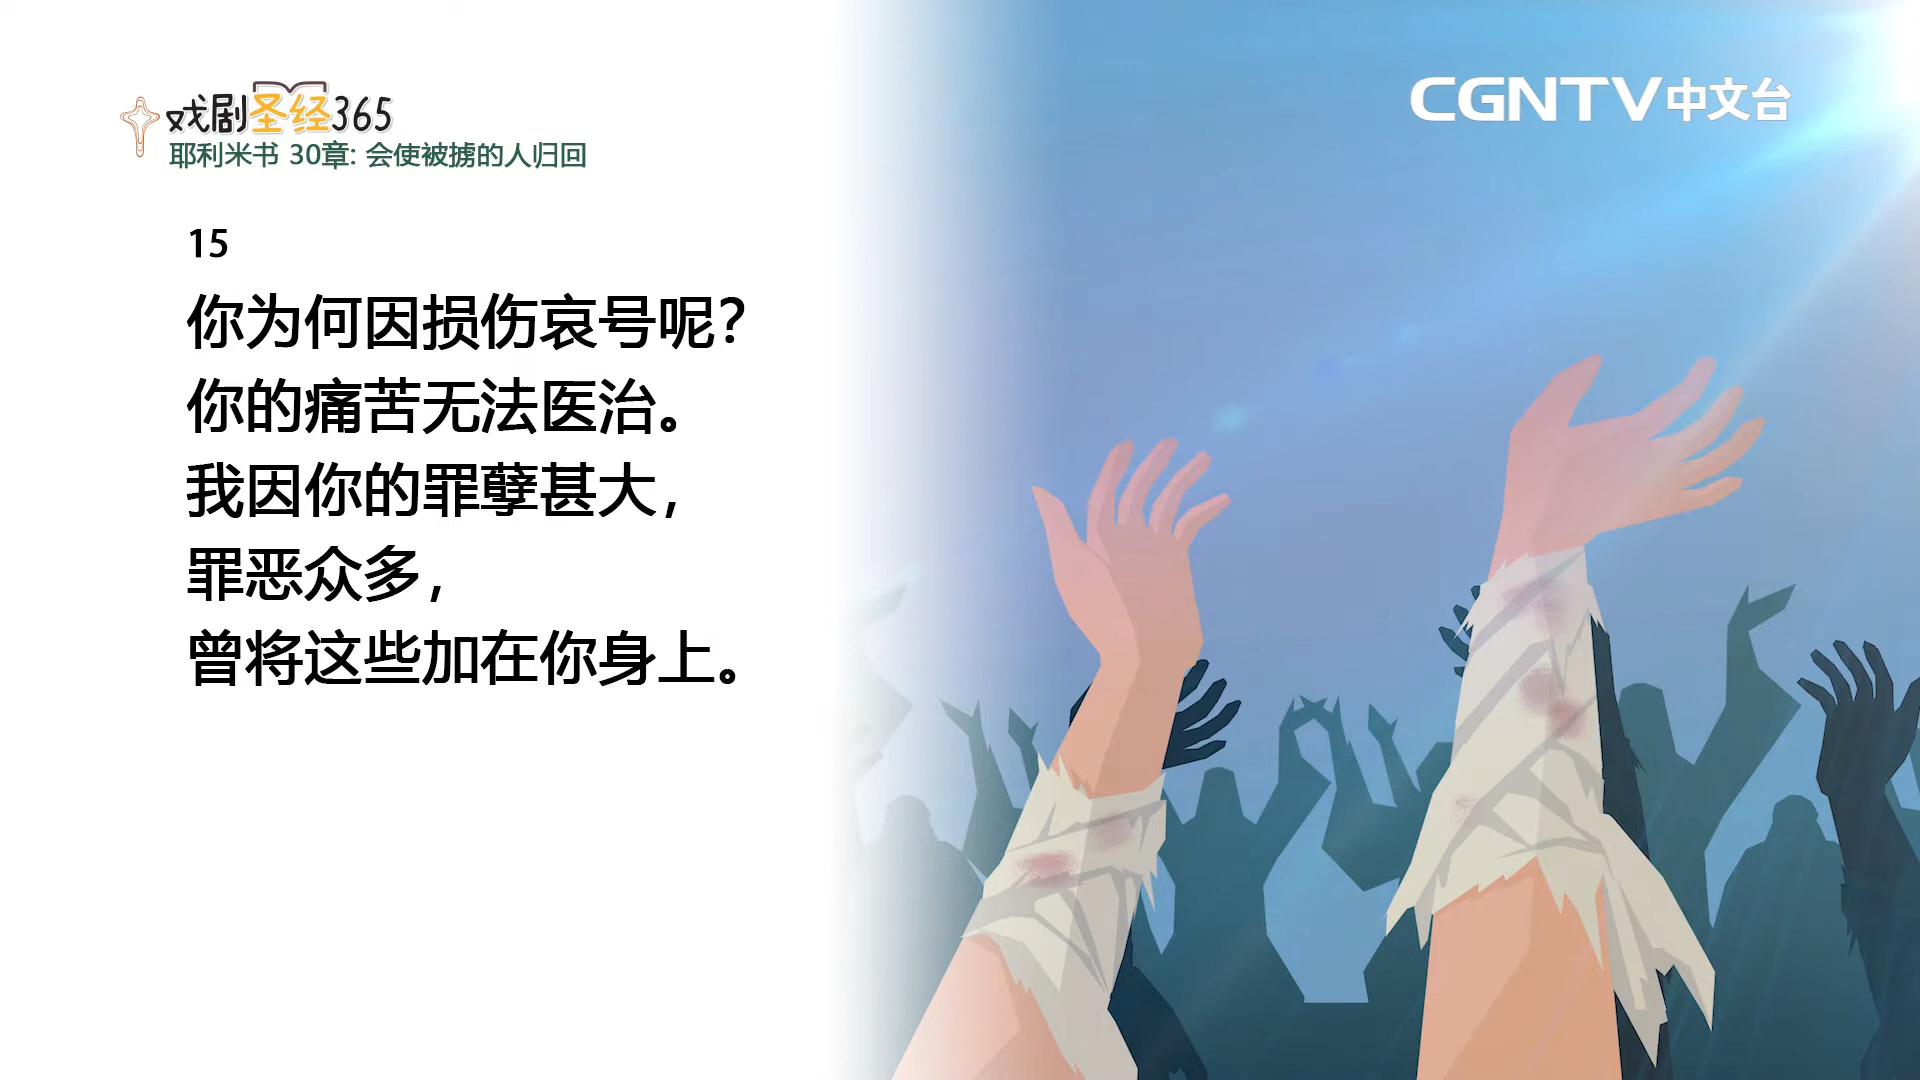 戏剧圣经365
耶利米书 30章: 会使被掳的人归回
CGNTV中文台
15
你为何因损伤哀号呢？
你的痛苦无法医治。
我因你的罪孽甚大，
罪恶众多，
曾将这些加在你身上。